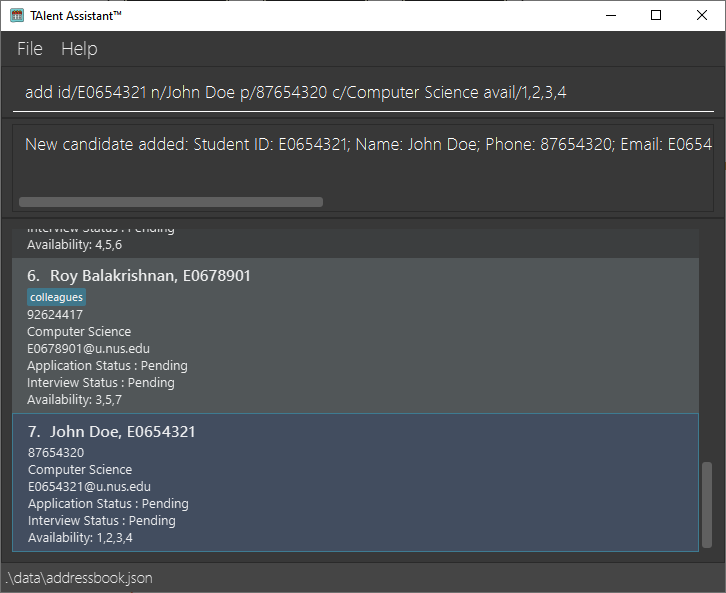 TAlent Assistant™
File Help
add id/E0654321 n/John Doe p/87654320 c/Computer Science avail/1,2,3,4
New candidate added: Student ID: E0654321; Name: John Doe; Phone: 87654320; Email: E0654
Interview Status : Pending
Availability: 4,5,6
6. Roy Balakrishnan, E0678901
colleagues
92624417
Computer Science
E0678901@u.nus.edu
Application Status : Pending
Interview Status : Pending
Availability: 3,5,7
7. John Doe, E0654321
87654320
Computer Science
E0654321@u.nus.edu
Application Status : Pending
Interview Status : Pending
Availability: 1,2,3,4
.\data\addressbook.json